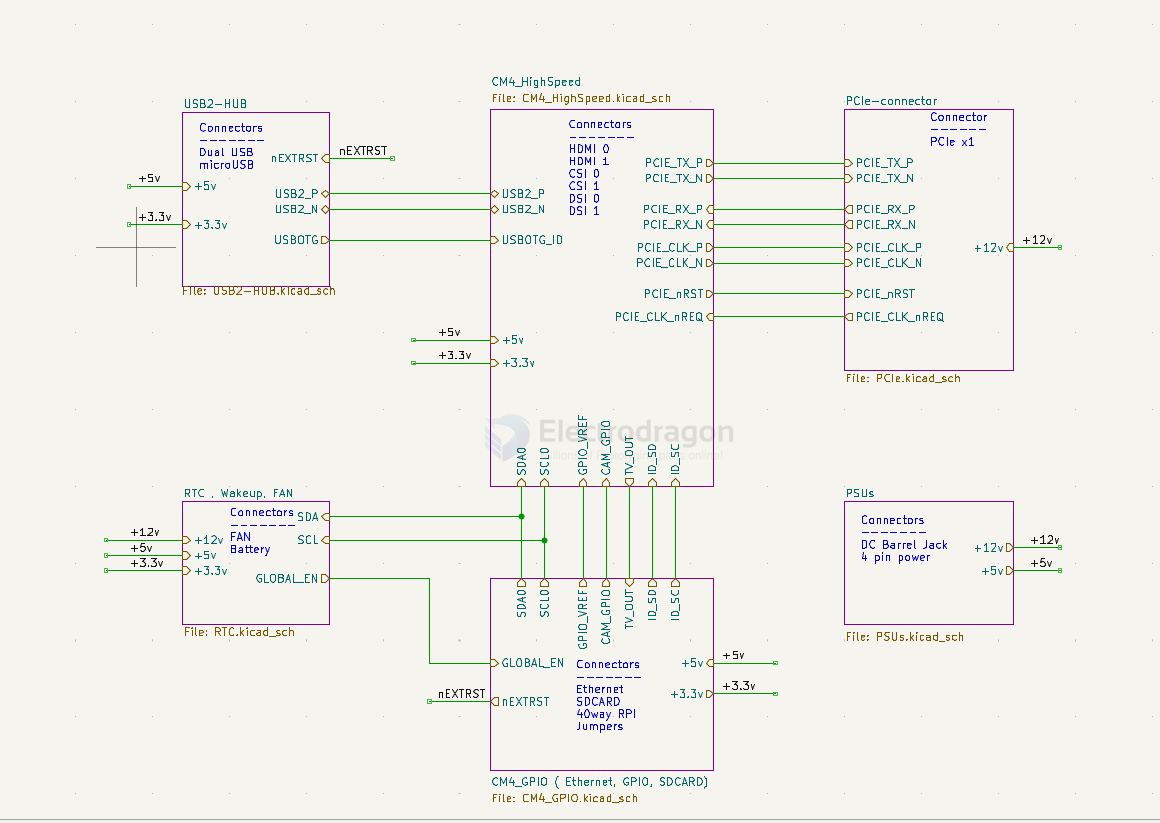 USB2-HUB
Connectors
Dual USB
microUSB
nEXTRST
nEXTRST
+5v
+5v
USB2_P
USB2_N
+3.3v
+3.3v
USBOTG
File: USB2-HUB.kicad_sch
CM4_HighSpeed
File: CM4_HighSpeed.kicad_sch
Connectors
HDMI 0
HDMI 1
CSI 0
CSI 1
DSI 0
DSI 1
USB2_P
USB2_N
USBOTG_ID
+5v
+5v
+3.3v
+3.3v
PCIE_TX_P
PCIE_TX_N
PCIE_RX_P
PCIE_RX_N
PCIE_CLK_P
PCIE_CLK_N
PCIE_nRST
PCIE_CLK_nREQ
SDA0
SCL0
GPIO_VREF
CAM_GPIO
TV_OUT
ID_SD
ID_SC
PCIe-connector
Connector
PCIe x1
PCIE_TX_P
PCIE_TX_N
PCIE_RX_P
PCIE_RX_N
PCIE_CLK_P
PCIE_CLK_N
PCIE_nRST
PCIE_CLK_nREQ
+12v
+12v
File: PCIe.kicad_sch
Electrodragon
RTC , Wakeup, FAN
Connectors
FAN
Battery
SDA
SCL
GLOBAL_EN
+12v
+12v
+5v
+5v
+3.3v
+3.3v
File: RTC.kicad_sch
SDA0
SCL0
GPIO_VREF
CAM_GPIO
TV_OUT
ID_SD
ID_SC
GLOBAL_EN
nEXTRST
nEXTRST
Connectors
Ethernet
SDCARD
40way RPI
Jumpers
+5v
+5v
+3.3v
+3.3v
CM4_GPIO ( Ethernet, GPIO, SDCARD)
File: CM4_GPIO.kicad_sch
PSUs
Connectors
DC Barrel Jack
4 pin power
+12v
+12v
+5v
+5v
File: PSUs.kicad_sch